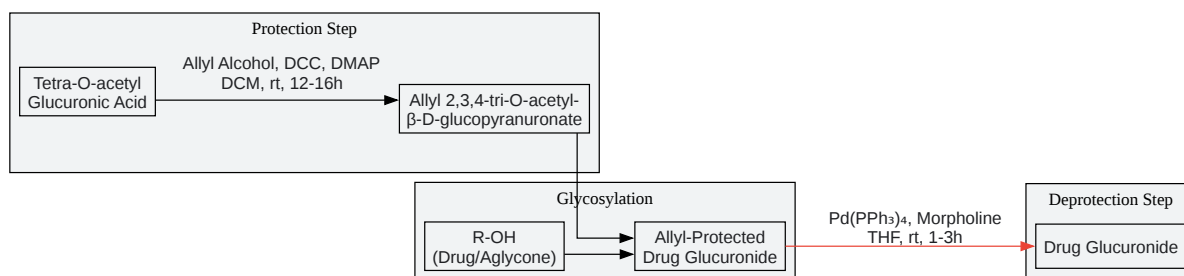 Protection Step
Allyl Alcohol, DCC, DMAP
DCM, rt, 12-16h
Tetra-O-acetyl
Glucuronic Acid
Allyl 2,3,4-tri-O-acetyl-
β-D-glucopyranuronate
Glycosylation
R-OH
(Drug/Aglycone)
Allyl-Protected
Drug Glucuronide
Pd(PPh₃)₄, Morpholine
THF, rt, 1-3h
Deprotection Step
Drug Glucuronide